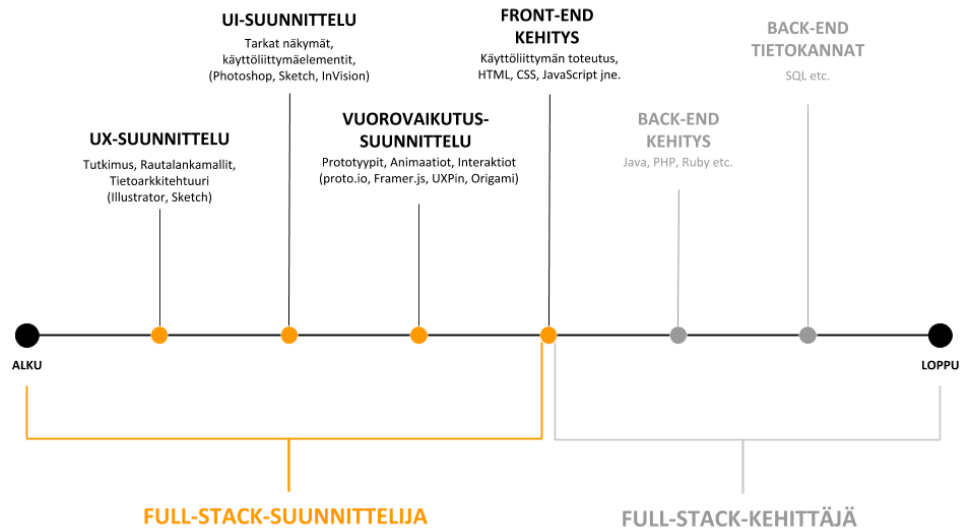 UI-SUUNNITTELU
Tarkat näkymät,
käyttöliittymäelementit,
(Photoshop, Sketch, InVision)
FRONT-END
KEHITYS
Käyttöliittymän toteutus,
HTML, CSS, JavaScript jne.
BACK-END
TIETOKANNAT
SQL etc.
UX-SUUNNITTELU
Tutkimus, Rautalankamallit,
Tietoarkkitehtuuri
(Illustrator, Sketch)
VUOROVAIKUTUS-
SUUNNITTELU
Prototyypit, Animaatiot, Interaktiot
(proto.io, Framer.js, UXPin, Origami)
BACK-END
KEHITYS
Java, PHP, Ruby etc.
ALKU
LOPPU
FULL-STACK-SUUNNITTELIJA
FULL-STACK-KEHITTÄJÄ